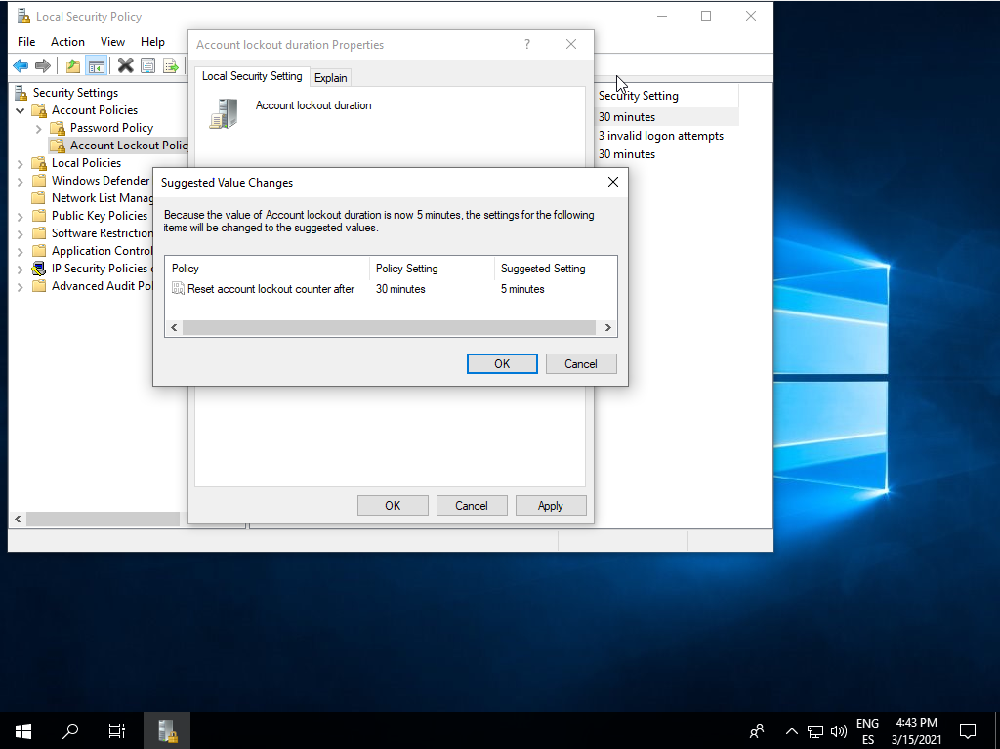 Local Security Policy
File Action View Help
Account lockout duration Properties
?
Local Security Setting Explain
Account lockout duration
Security Settings
Account Policies
Password Policy
Account Lockout Polic
Local Policies
Windows Defender
Network List Manag
Public Key Policies
Software Restriction
Application Control
IP Security Policies
Advanced Audit Pol
Security Setting
30 minutes
3 invalid logon attempts
30 minutes
Suggested Value Changes
Because the value of Account lockout duration is now 5 minutes, the settings for the following
items will be changed to the suggested values.
Policy Policy Setting Suggested Setting
Reset account lockout counter after 30 minutes 5 minutes
OK Cancel
OK Cancel Apply
ENG
ES
4:43 PM
3/15/2021